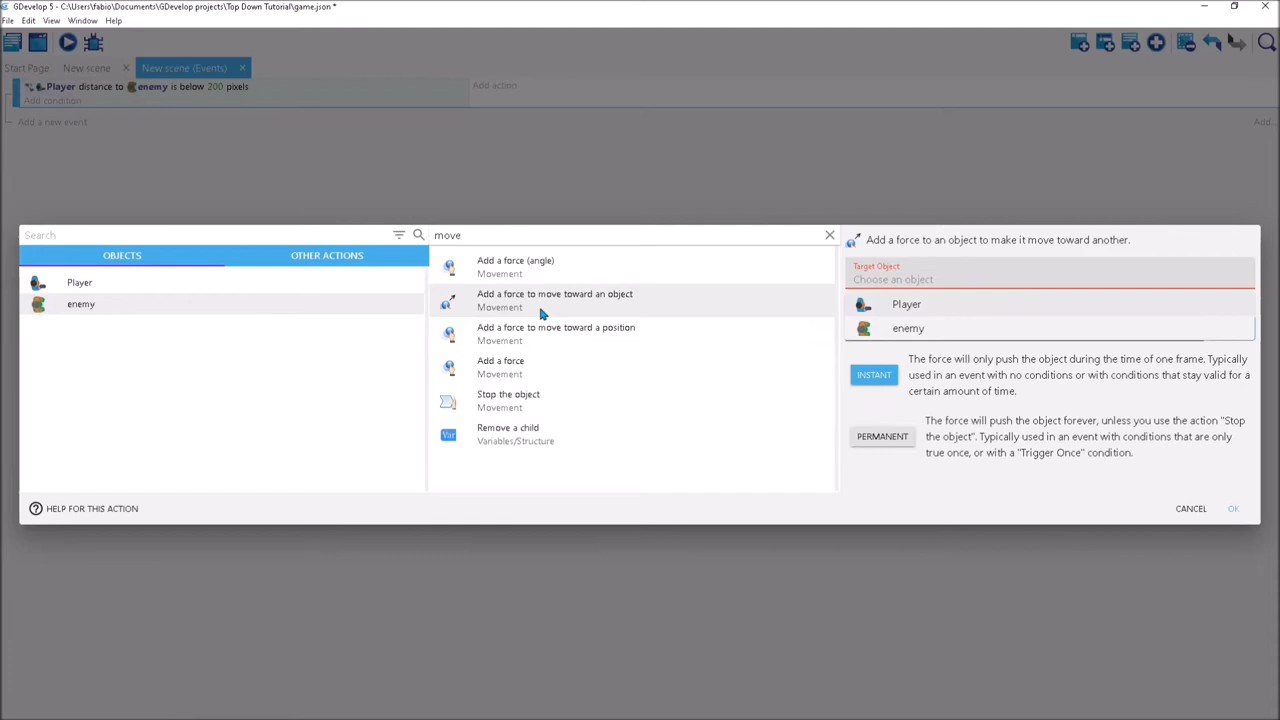 GDevelop 5 - C:\Users\fabio\Documents\GDevelop projects\Top Down Tutorial\game.json *
File Edit View Window Help
Start Page New scene New scene (Events)
Player distance to enemy is below 200 pixels
Add action
Add condition
Add a new event
Add...
Search
move
Add a force to an object to make it move toward another.
OBJECTS
OTHER ACTIONS
Player
enemy
Add a force (angle)
Movement
Add a force to move toward an object
Movement
Add a force to move toward a position
Movement
Add a force
Movement
Stop the object
Movement
Var
Remove a child
Variables/Structure
Target Object
Choose an object
Player
enemy
INSTANT
The force will only push the object during the time of one frame. Typically
used in an event with no conditions or with conditions that stay valid for a
certain amount of time.
PERMANENT
The force will push the object forever, unless you use the action "Stop
the object". Typically used in an event with conditions that are only
true once, or with a "Trigger Once" condition.
? HELP FOR THIS ACTION
CANCEL
OK